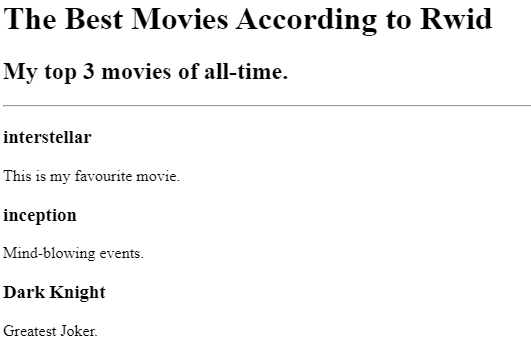 The Best Movies According to Rwid
My top 3 movies of all-time.
interstellar
This is my favourite movie.
inception
Mind-blowing events.
Dark Knight
Greatest Joker.